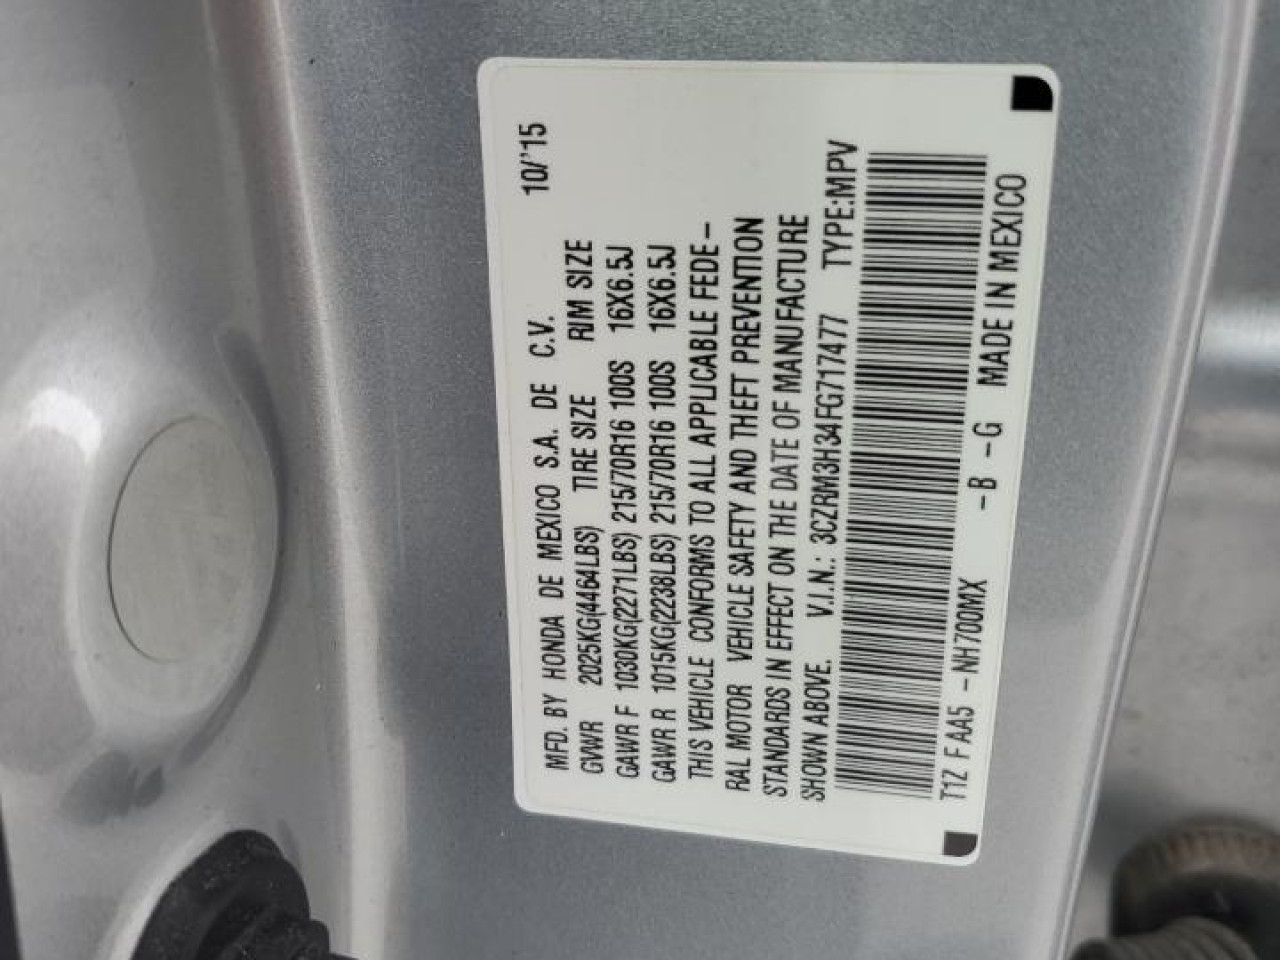 MFD. BY HONDA DE MEXICO S.A. DE C.V. 10/'15
GVWR 2025KG(4464LBS) TIRE SIZE RIM SIZE
GAWR F 1030KG(2271LBS) 215/70R16 100S 16X6.5J
GAWR R 1015KG(2238LBS) 215/70R16 100S 16X6.5J
THIS VEHICLE CONFORMS TO ALL APPLICABLE FEDE-
RAL MOTOR VEHICLE SAFETY AND THEFT PREVENTION
STANDARDS IN EFFECT ON THE DATE OF MANUFACTURE
SHOWN ABOVE. V.I.N.: 3CZRM3H34FG717477 TYPE:MPV
T1Z F AA5 -NH700MX -B -G MADE IN MEXICO